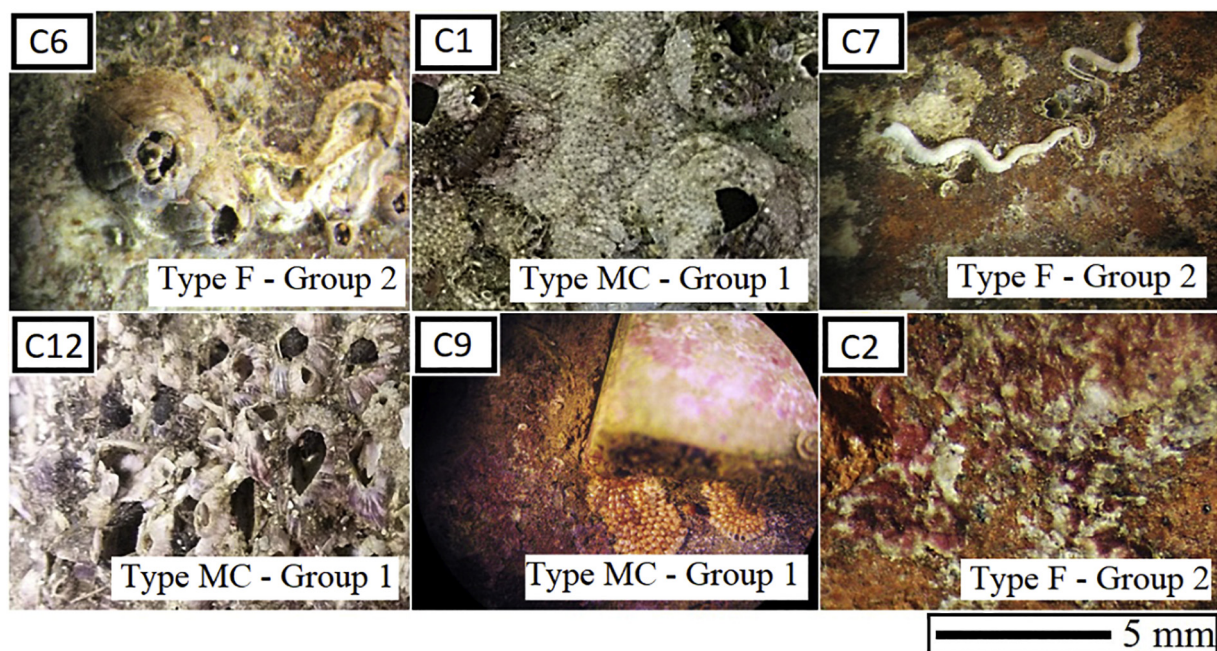 C6
Type F - Group 2
C1
Type MC - Group 1
C7
Type F - Group 2
C12
Type MC - Group 1
C9
Type MC - Group 1
C2
Type F - Group 2
5 mm